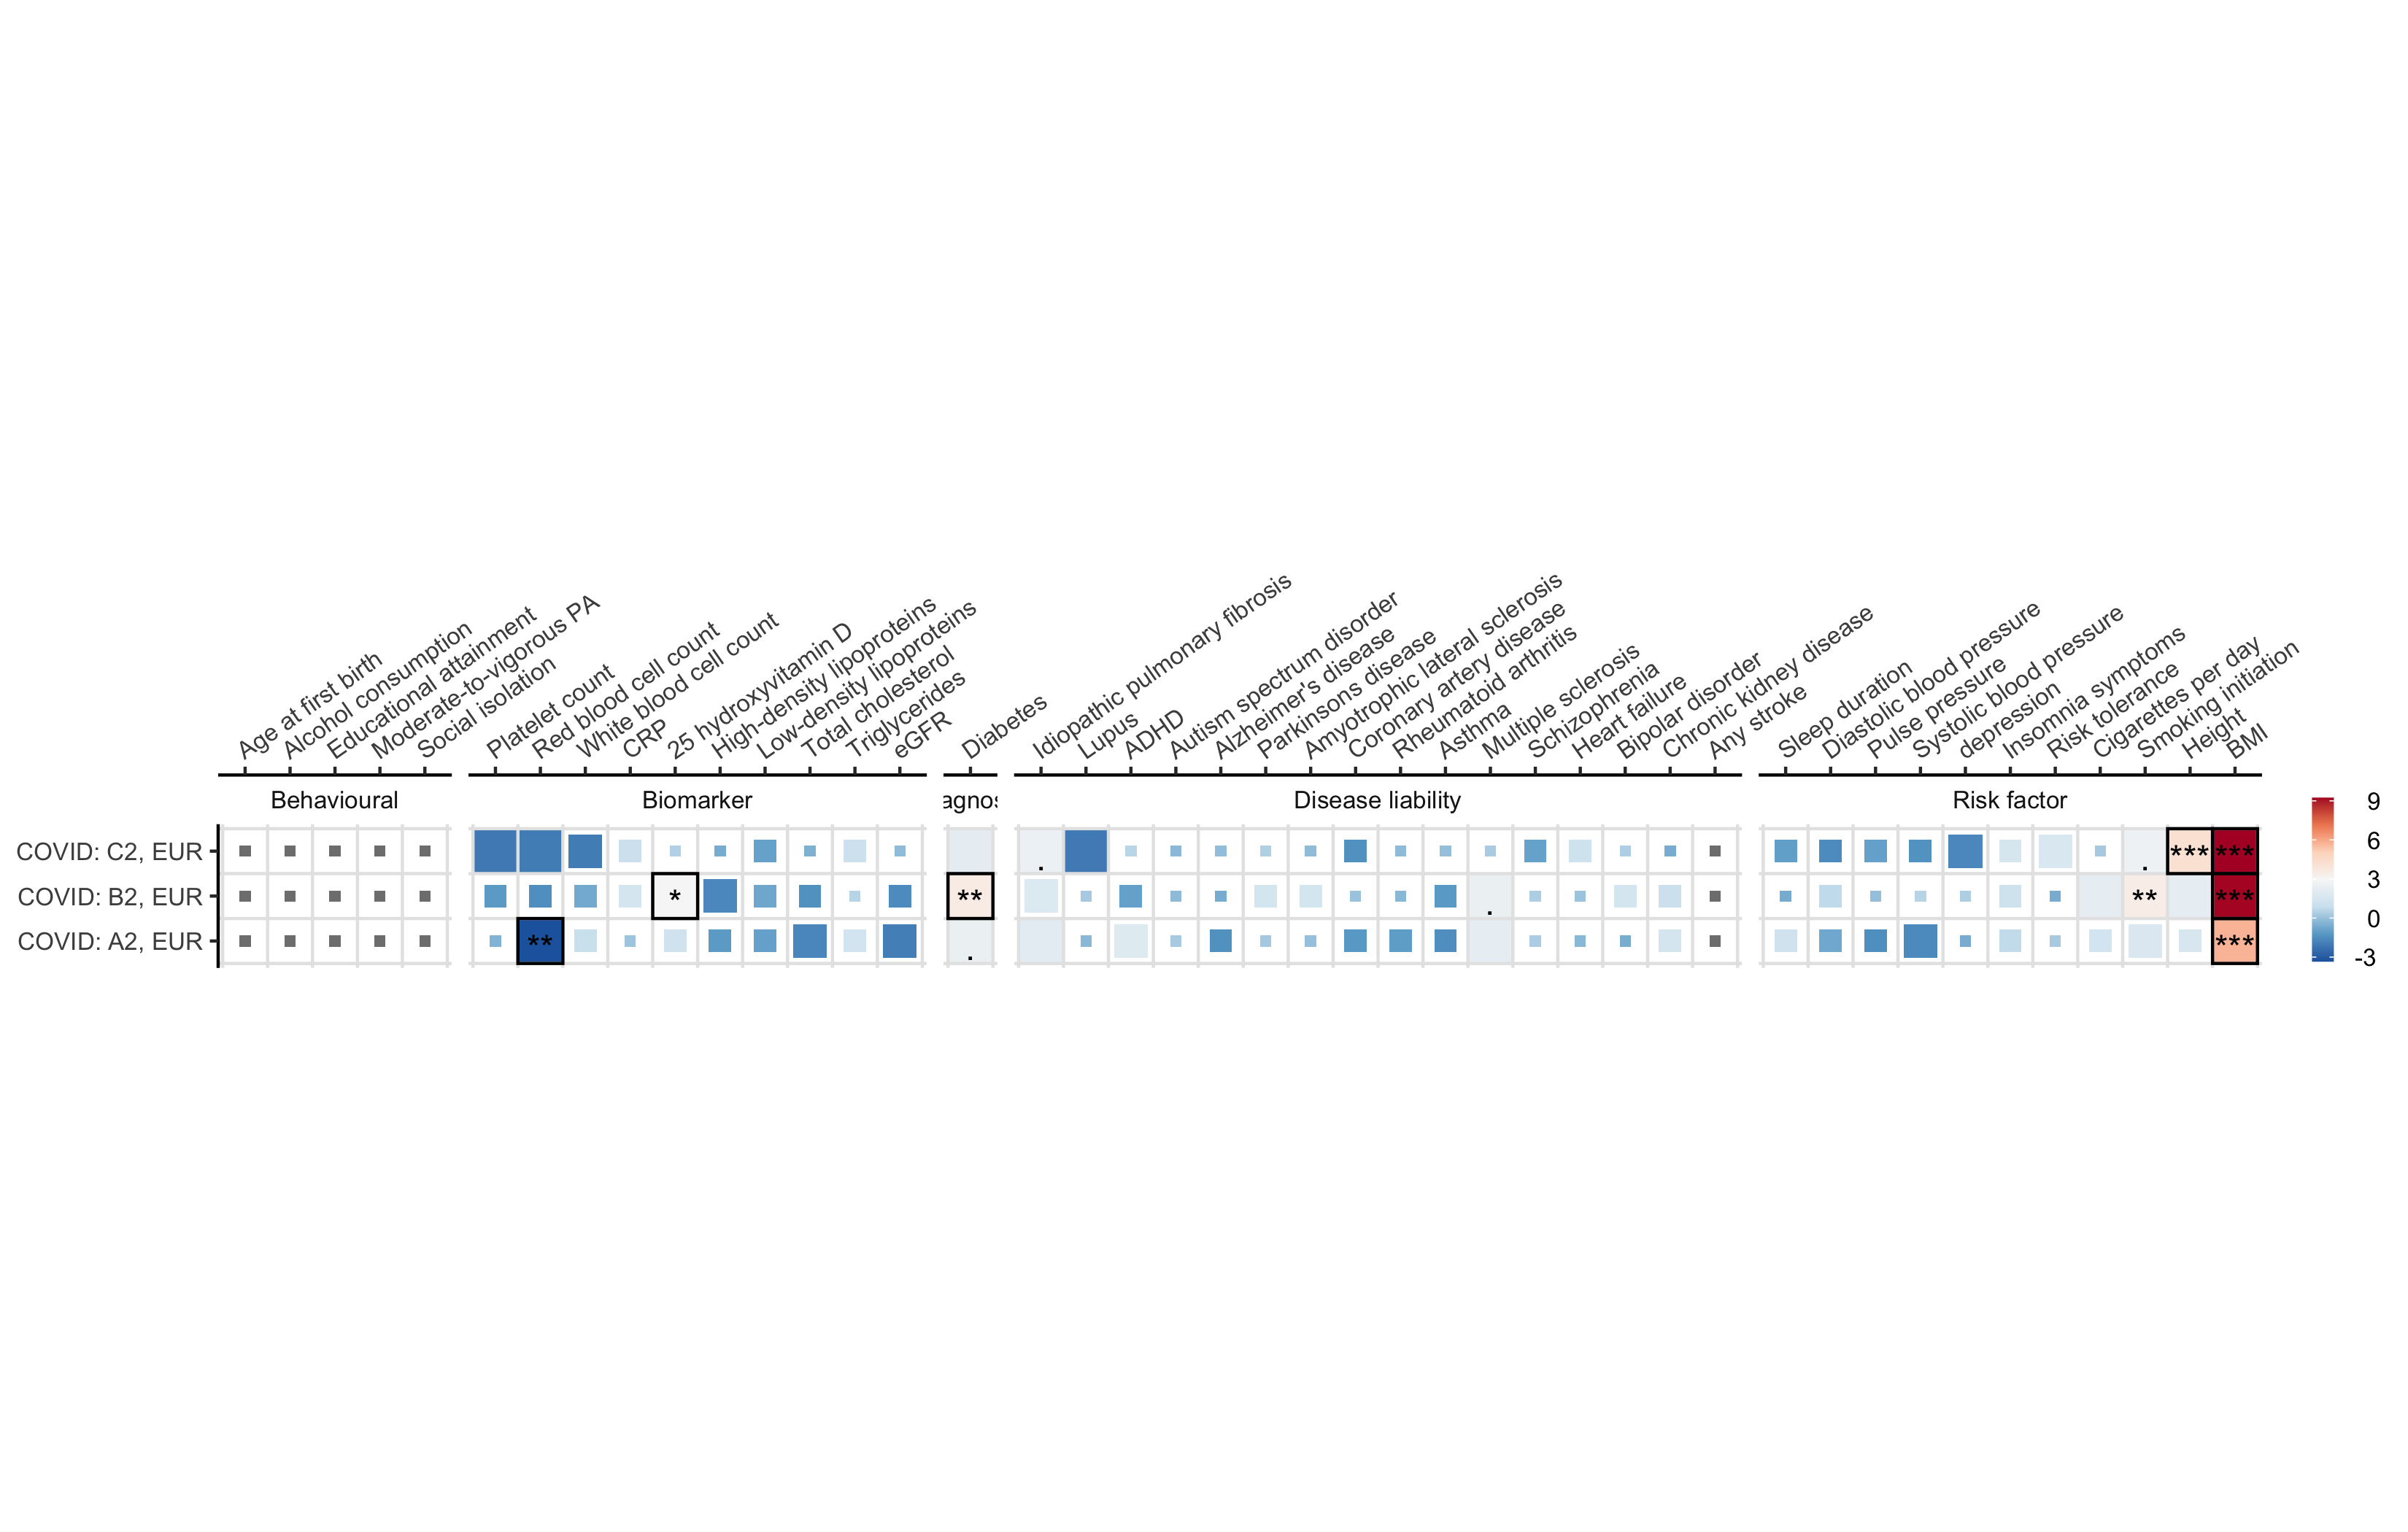 Age at first birth
Alcohol consumption
Educational attainment
Moderate-to-vigorous PA
Social isolation
Platelet count
Red blood cell count
White blood cell count
CRP
25 hydroxyvitamin D
High-density lipoproteins
Low-density lipoproteins
Total cholesterol
Triglycerides
eGFR
Diabetes
Idiopathic pulmonary fibrosis
Lupus
ADHD
Autism spectrum disorder
Alzheimer's disease
Parkinsons disease
Amyotrophic lateral sclerosis
Coronary artery disease
Rheumatoid arthritis
Asthma
Multiple sclerosis
Schizophrenia
Heart failure
Bipolar disorder
Chronic kidney disease
Any stroke
Sleep duration
Diastolic blood pressure
Pulse pressure
Systolic blood pressure
depression
Insomnia symptoms
Risk tolerance
Cigarettes per day
Smoking initiation
Height
BMI
Behavioural
Biomarker
agnos
Disease liability
Risk factor
COVID: C2, EUR . . *** ***
COVID: B2, EUR * ** . ** ***
COVID: A2, EUR ** . ***
9
6
3
0
-3